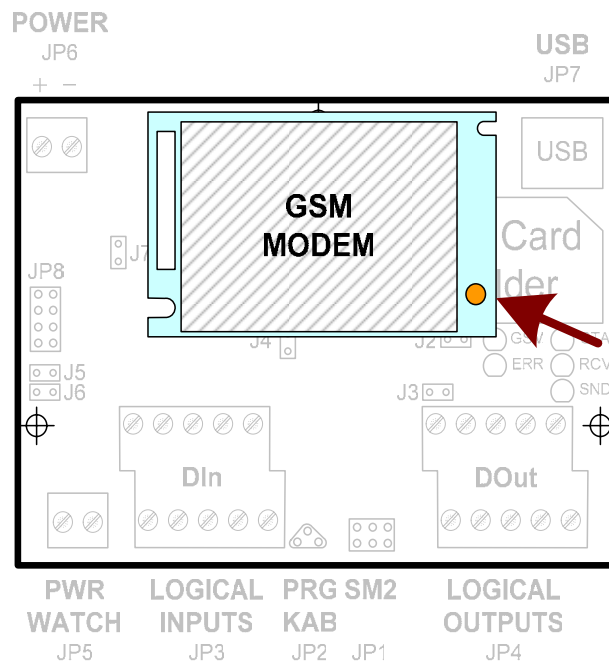 POWER
JP6
+ −
USB
JP7
USB
GSM
MODEM
Card
lder
J7
JP8
J4
J2
GSM
STA
ERR
RCV
J5
J6
J3
SND
DIn
DOut
PWR
WATCH
JP5
LOGICAL
INPUTS
JP3
PRG
KAB
JP2
SM2
JP1
LOGICAL
OUTPUTS
JP4